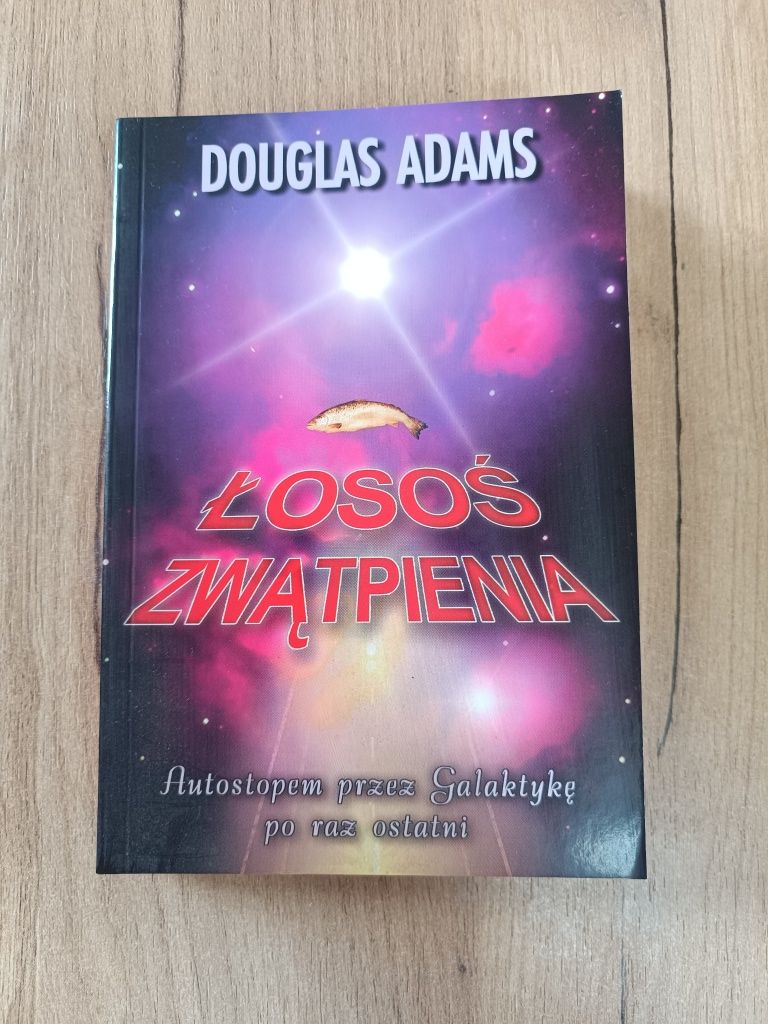 DOUGLAS ADAMS
ŁOSOŚ
ZWĄTPIENIA
Autostopem przez Galaktykę
po raz ostatni